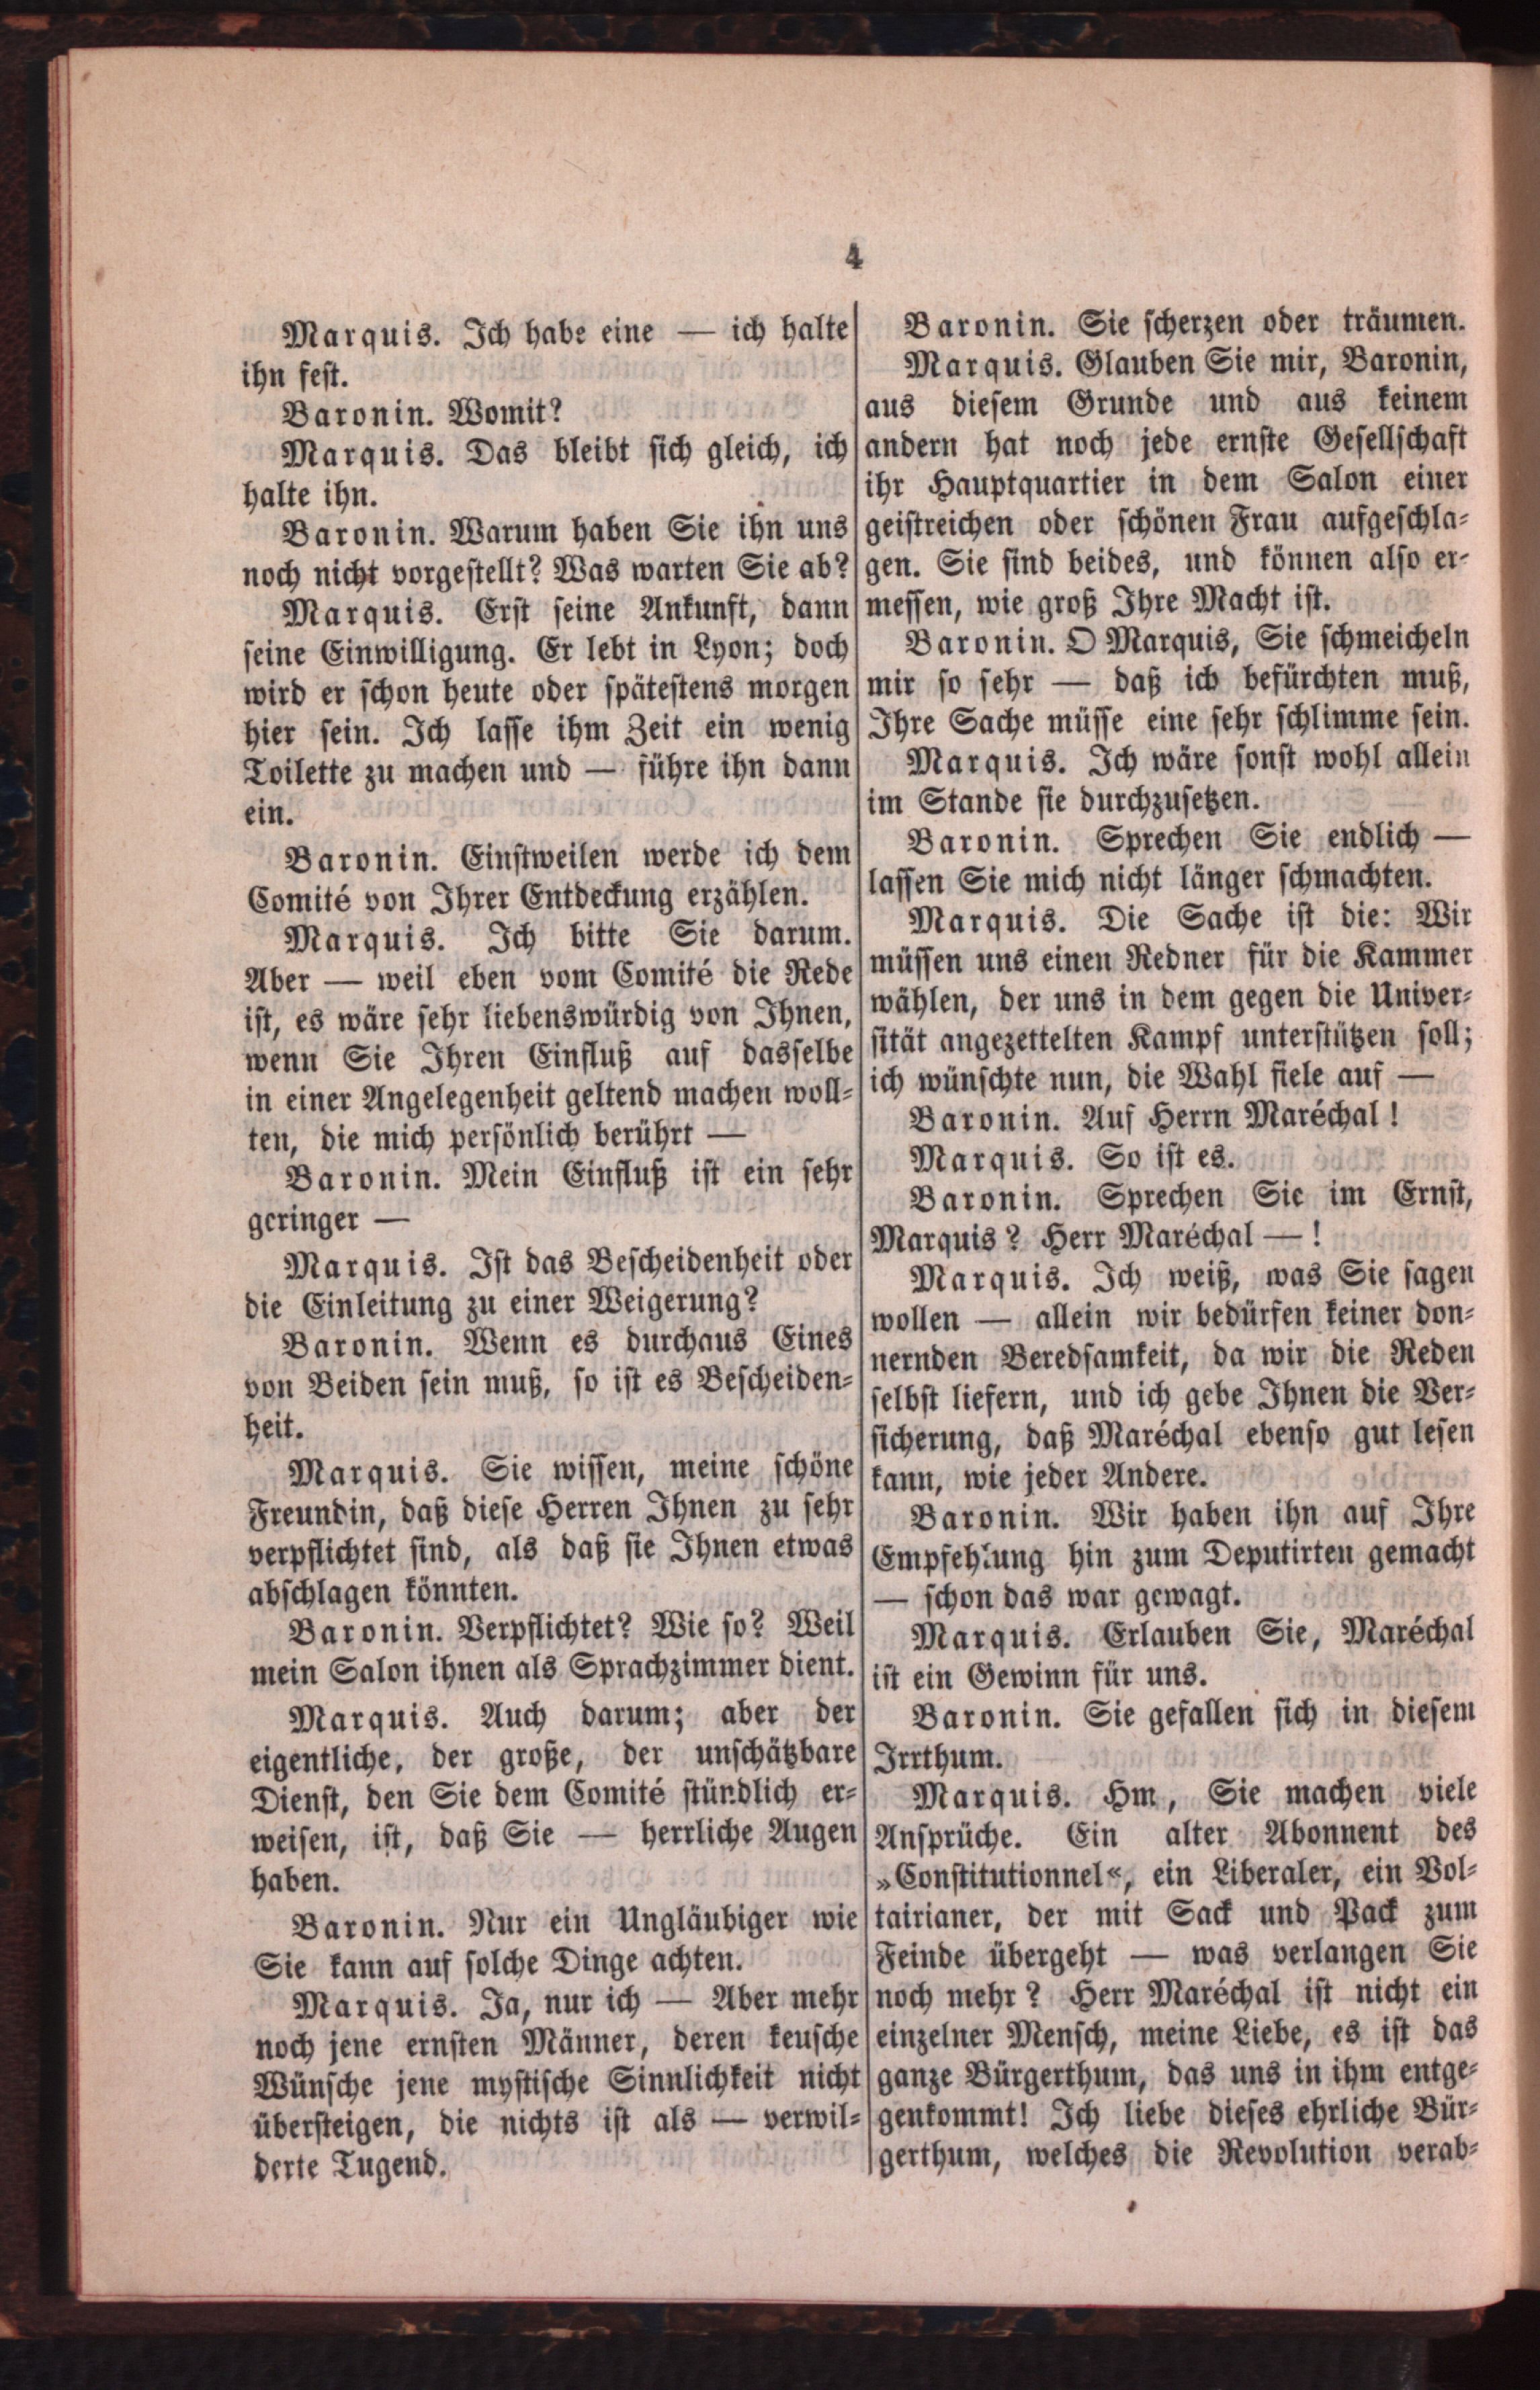 4
Marquis. Ich habe eine — ich halte
ihn fest.
Baronin. Womit?
Marquis. Das bleibt sich gleich, ich
halte ihn.
Baronin. Warum haben Sie ihn uns
noch nicht vorgestellt? Was warten Sie ab?
Marquis. Erst seine Ankunft, dann
seine Einwilligung. Er lebt in Lyon; doch
wird er schon heute oder spätestens morgen
hier sein. Ich lasse ihm Zeit ein wenig
Toilette zu machen und — führe ihn dann
ein.
Baronin. Einstweilen werde ich dem
Comité von Ihrer Entdeckung erzählen.
Marquis. Ich bitte Sie darum.
Aber — weil eben vom Comité die Rede
ist, es wäre sehr liebenswürdig von Ihnen,
wenn Sie Ihren Einfluß auf dasselbe
in einer Angelegenheit geltend machen woll-
ten, die mich persönlich berührt —
Baronin. Mein Einfluß ist ein sehr
geringer —
Marquis. Ist das Bescheidenheit oder
die Einleitung zu einer Weigerung?
Baronin. Wenn es durchaus Eines
von Beiden sein muß, so ist es Bescheiden-
heit.
Marquis. Sie wissen, meine schöne
Freundin, daß diese Herren Ihnen zu sehr
verpflichtet sind, als daß sie Ihnen etwas
abschlagen könnten.
Baronin. Verpflichtet? Wie so? Weil
mein Salon ihnen als Sprachzimmer dient.
Marquis. Auch darum; aber der
eigentliche, der große, der unschätzbare
Dienst, den Sie dem Comité stündlich er-
weisen, ist, daß Sie — herrliche Augen
haben.
Baronin. Nur ein Ungläubiger wie
Sie kann auf solche Dinge achten.
Marquis. Ja, nur ich — Aber mehr
noch jene ernsten Männer, deren keusche
Wünsche jene mystische Sinnlichkeit nicht
übersteigen, die nichts ist als — verwil-
derte Tugend.
Baronin. Sie scherzen oder träumen.
Marquis. Glauben Sie mir, Baronin,
aus diesem Grunde und aus keinem
andern hat noch jede ernste Gesellschaft
ihr Hauptquartier in dem Salon einer
geistreichen oder schönen Frau aufgeschla-
gen. Sie sind beides, und können also er-
messen, wie groß Ihre Macht ist.
Baronin. O Marquis, Sie schmeicheln
mir so sehr — daß ich befürchten muß,
Ihre Sache müsse eine sehr schlimme sein.
Marquis. Ich wäre sonst wohl allein
im Stande sie durchzusetzen.
Baronin. Sprechen Sie endlich —
lassen Sie mich nicht länger schmachten.
Marquis. Die Sache ist die: Wir
müssen uns einen Redner für die Kammer
wählen, der uns in dem gegen die Univer-
sität angezettelten Kampf unterstützen soll;
ich wünschte nun, die Wahl fiele auf —
Baronin. Auf Herrn Maréchal!
Marquis. So ist es.
Baronin. Sprechen Sie im Ernst,
Marquis? Herr Maréchal — !
Marquis. Ich weiß, was Sie sagen
wollen — allein wir bedürfen keiner don-
nernden Beredsamkeit, da wir die Reden
selbst liefern, und ich gebe Ihnen die Ver-
sicherung, daß Maréchal ebenso gut lesen
kann, wie jeder Andere.
Baronin. Wir haben ihn auf Ihre
Empfehlung hin zum Deputirten gemacht
— schon das war gewagt.
Marquis. Erlauben Sie, Maréchal
ist ein Gewinn für uns.
Baronin. Sie gefallen sich in diesem
Irrthum.
Marquis. Hm, Sie machen viele
Ansprüche. Ein alter Abonnent des
»Constitutionnel«, ein Liberaler, ein Vol-
tairianer, der mit Sack und Pack zum
Feinde übergeht — was verlangen Sie
noch mehr? Herr Maréchal ist nicht ein
einzelner Mensch, meine Liebe, es ist das
ganze Bürgerthum, das uns in ihm entge-
genkommt! Ich liebe dieses ehrliche Bür-
gerthum, welches die Revolution verab-